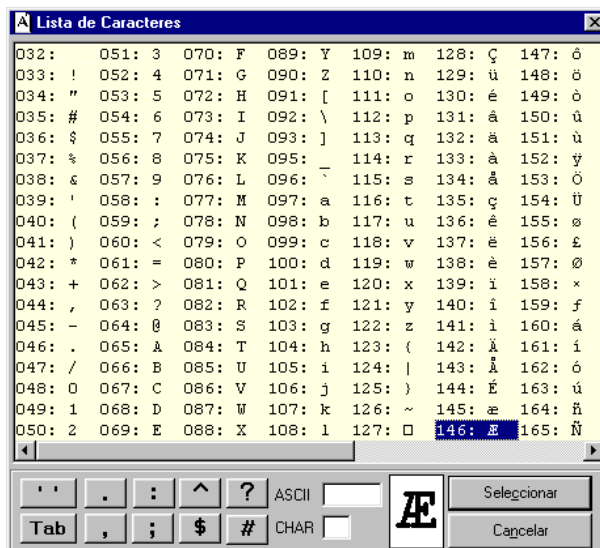 Lista de Caracteres
032: 051: 3 070: F 089: Y 109: m 128: Ç 147: ô
033: ! 052: 4 071: G 090: Z 110: n 129: ü 148: ö
034: " 053: 5 072: H 091: [ 111: o 130: é 149: ò
035: # 054: 6 073: I 092: \ 112: p 131: â 150: û
036: $ 055: 7 074: J 093: ] 113: q 132: ä 151: ù
037: % 056: 8 075: K 095: _ 114: r 133: à 152: ÿ
038: & 057: 9 076: L 096: ` 115: s 134: å 153: Ö
039: ' 058: : 077: M 097: a 116: t 135: ç 154: Ü
040: ( 059: ; 078: N 098: b 117: u 136: ê 155: ø
041: ) 060: < 079: O 099: c 118: v 137: ë 156: £
042: * 061: = 080: P 100: d 119: w 138: è 157: Ø
043: + 062: > 081: Q 101: e 120: x 139: ï 158: ×
044: , 063: ? 082: R 102: f 121: y 140: î 159: ƒ
045: - 064: @ 083: S 103: g 122: z 141: ì 160: á
046: . 065: A 084: T 104: h 123: { 142: Ä 161: í
047: / 066: B 085: U 105: i 124: | 143: Å 162: ó
048: 0 067: C 086: V 106: j 125: } 144: É 163: ú
049: 1 068: D 087: W 107: k 126: ~ 145: æ 164: ñ
050: 2 069: E 088: X 108: l 127: □ 146: Æ 165: Ñ
' ' . : ^ ? ASCII Æ Seleccionar
Tab , ; $ # CHAR Cancelar